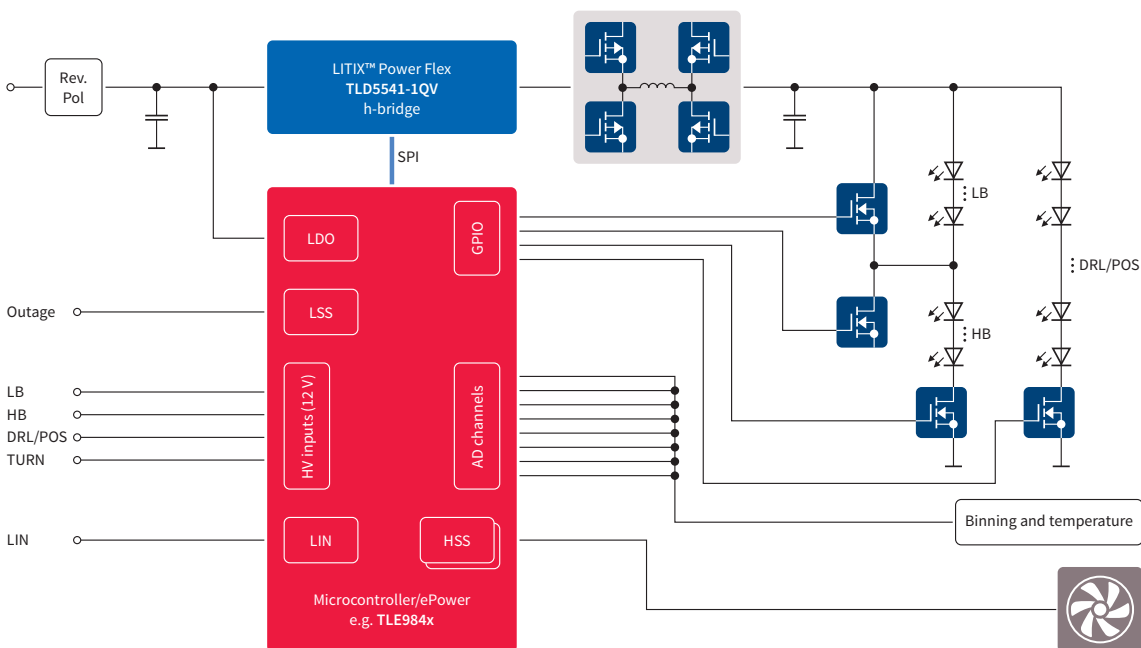 Rev.
Pol
LITIX™ Power Flex
TLD5541-1QV
h-bridge
SPI
LDO
GPIO
LSS
HV inputs (12 V)
AD channels
LIN
HSS
Microcontroller/ePower
e.g. TLE984x
Outage
LB
HB
DRL/POS
TURN
LIN
LB
DRL/POS
HB
Binning and temperature